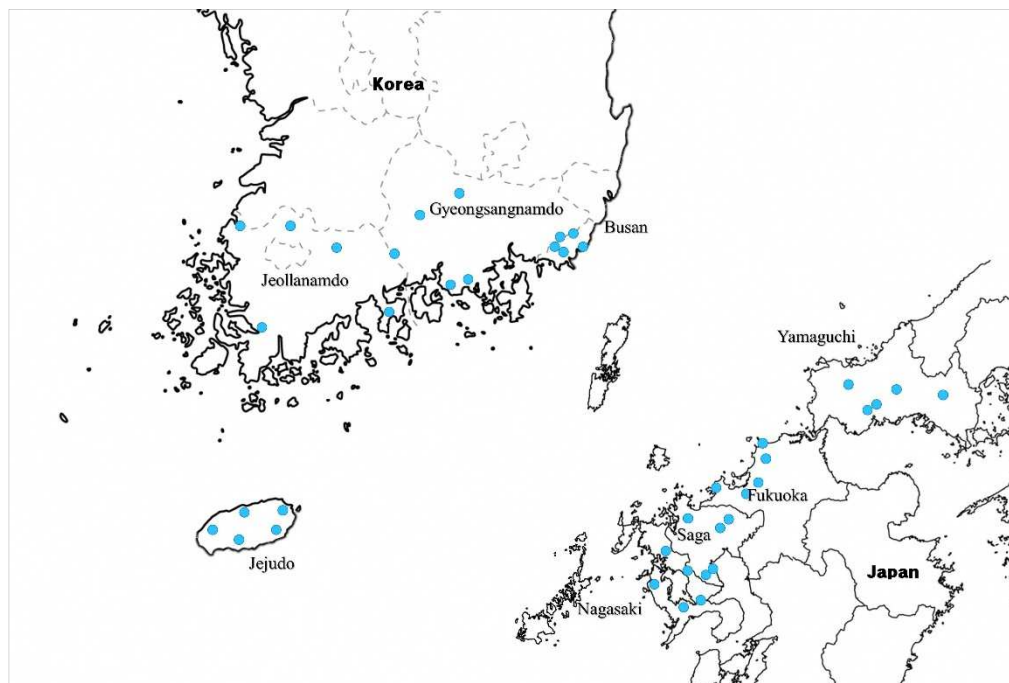 Korea
Gyeongsangnamdo
Busan
Jeollanamdo
Yamaguchi
Fukuoka
Saga
Jejudo
Japan
Nagasaki